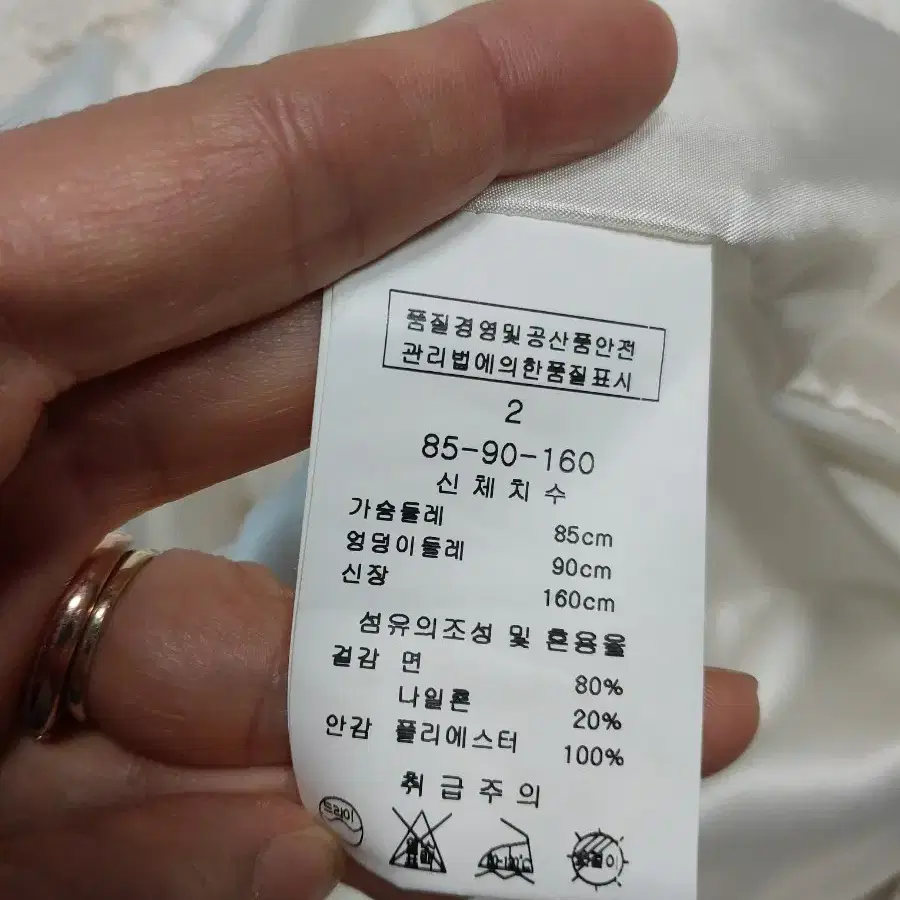 품질경영및공산품안전
관리법에의한품질표시
2
85-90-160
신체치수
가슴둘레 85cm
엉덩이둘레 90cm
신장 160cm
섬유의조성 및 혼용율
겉감 면 80%
나일론 20%
안감 폴리에스터 100%
취급주의
드라이